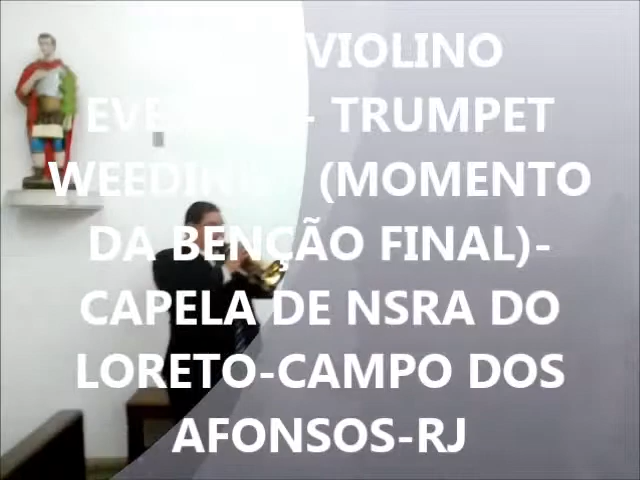 VIOLINO
- TRUMPET
(MOMENTO
DA BENÇÃO FINAL)-
CAPELA DE NSRA DO
LORETO-CAMPO DOS
AFONSOS-RJ